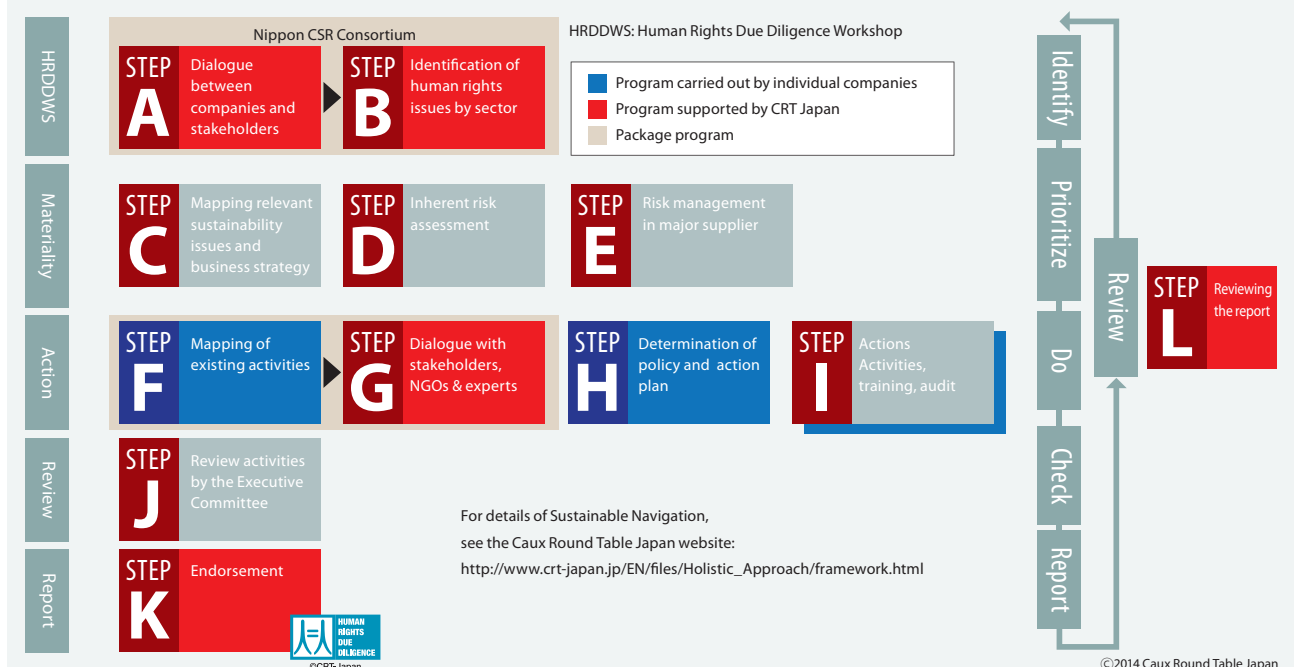 HRDDWS
Nippon CSR Consortium
STEP
A
Dialogue
between
companies and
stakeholders
STEP
B
Identification of
human rights
issues by sector
HRDDWS: Human Rights Due Diligence Workshop
Program carried out by individual companies
Program supported by CRT Japan
Package program
Materiality
STEP
C
Mapping relevant
sustainability
issues and
business strategy
STEP
D
Inherent risk
assessment
STEP
E
Risk management
in major supplier
Action
STEP
F
Mapping of
existing activities
STEP
G
Dialogue with
stakeholders,
NGOs & experts
STEP
H
Determination of
policy and action
plan
STEP
I
Actions
Activities,
training, audit
Review
STEP
J
Review activities
by the Executive
Committee
Report
STEP
K
Endorsement
HUMAN
RIGHTS
DUE
DILIGENCE
©CRT-Japan
For details of Sustainable Navigation,
see the Caux Round Table Japan website:
http://www.crt-japan.jp/EN/files/Holistic_Approach/framework.html
Identify
Prioritize
Do
Check
Report
Review
STEP
L
Reviewing
the report
©2014 Caux Round Table Japan